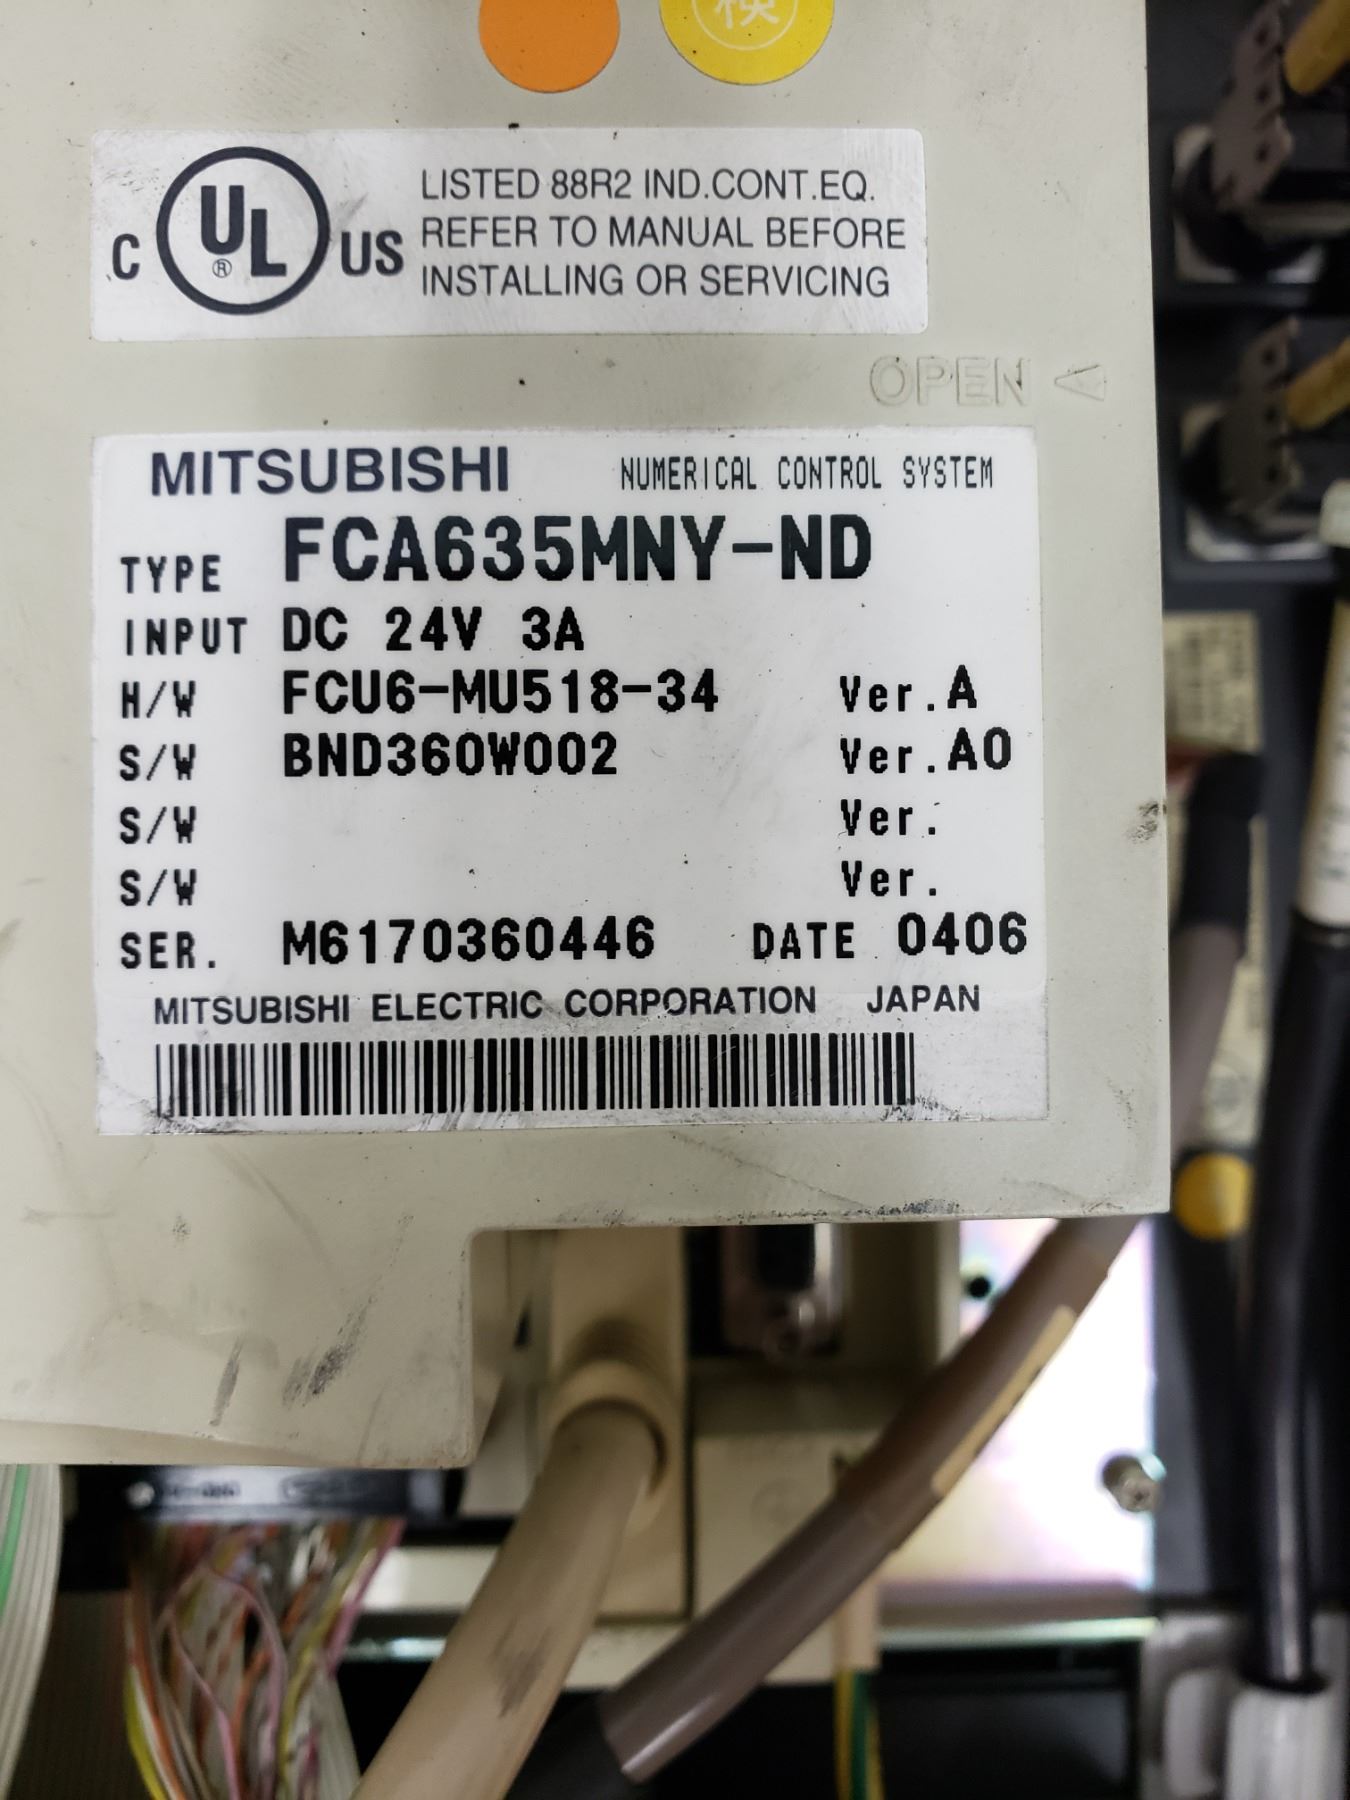 検
C UL ® US
LISTED 88R2 IND.CONT.EQ.
REFER TO MANUAL BEFORE
INSTALLING OR SERVICING
OPEN
MITSUBISHI NUMERICAL CONTROL SYSTEM
TYPE FCA635MNY-ND
INPUT DC 24V 3A
H/W FCU6-MU518-34 Ver.A
S/W BND360W002 Ver.A0
S/W Ver.
S/W Ver.
SER. M6170360446 DATE 0406
MITSUBISHI ELECTRIC CORPORATION JAPAN